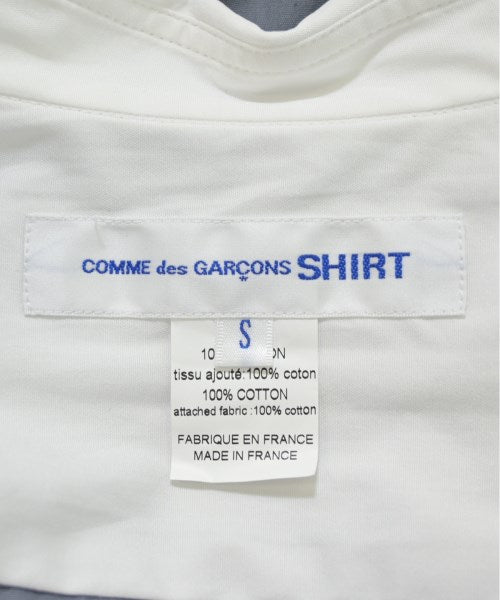 COMME des GARÇONS SHIRT
S
tissu ajouté:100% coton
100% COTTON
attached fabric :100% cotton
FABRIQUE EN FRANCE
MADE IN FRANCE